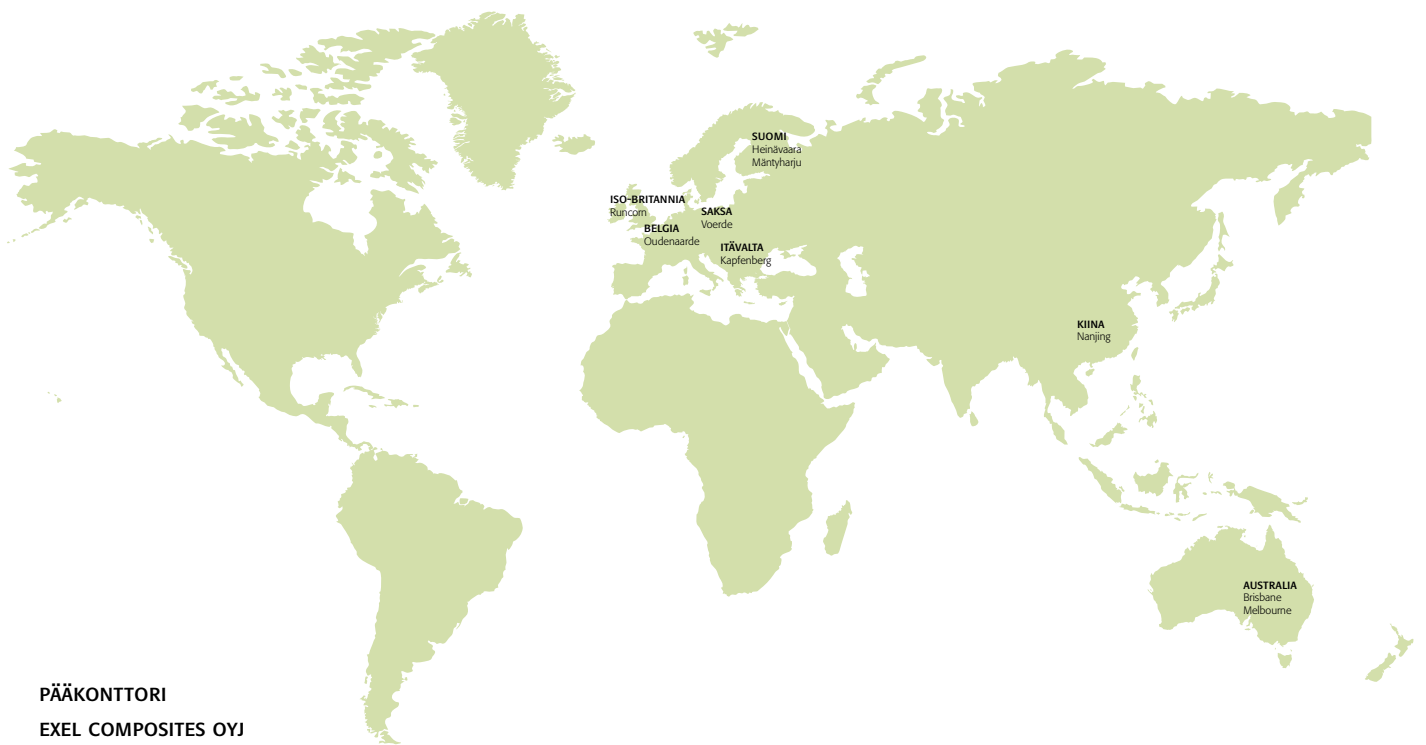 SUOMI
Heinävaara
Mäntyharju
ISO-BRITANNIA
Runcorn
SAKSA
Voerde
BELGIA
Oudenaarde
ITÄVALTA
Kapfenberg
KIINA
Nanjing
AUSTRALIA
Brisbane
Melbourne
PÄÄKONTTORI
EXEL COMPOSITES OYJ